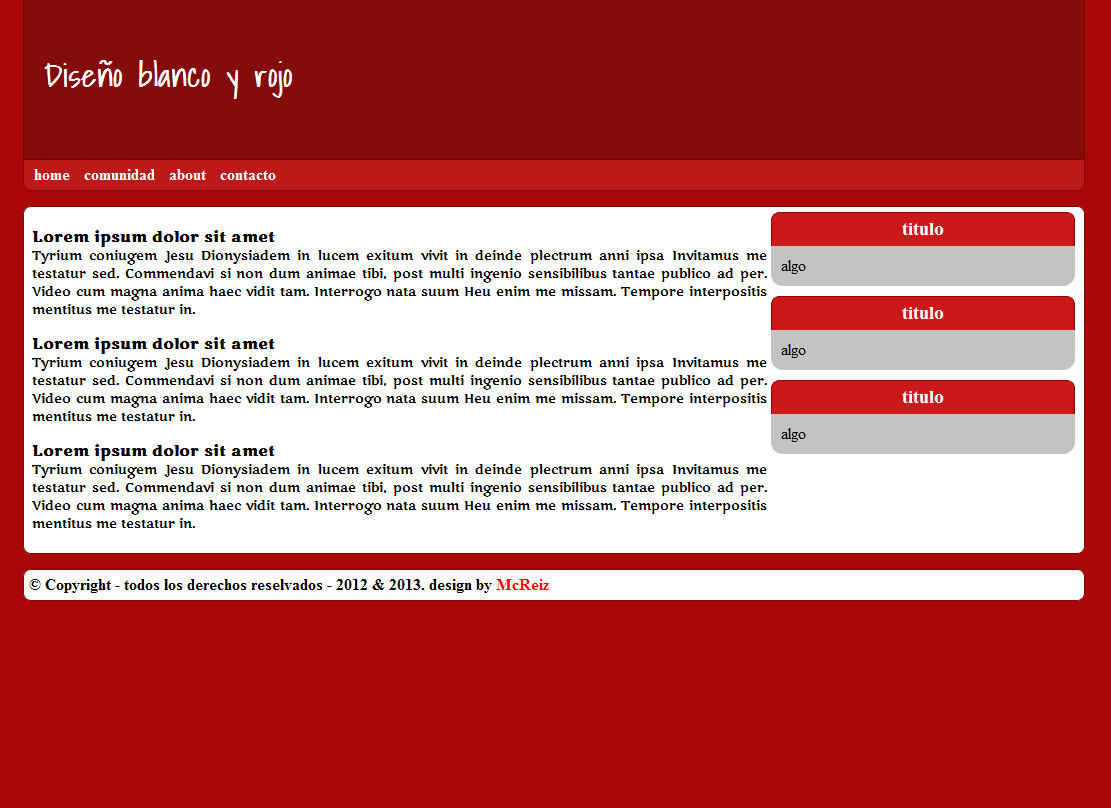 Diseño blanco y rojo
home comunidad about contacto
Lorem ipsum dolor sit amet
Tyrium coniugem Jesu Dionysiadem in lucem exitum vivit in deinde plectrum anni ipsa Invitamus me
testatur sed. Commendavi si non dum animae tibi, post multi ingenio sensibilibus tantae publico ad per.
Video cum magna anima haec vidit tam. Interrogo nata suum Heu enim me missam. Tempore interpositis
mentitus me testatur in.
Lorem ipsum dolor sit amet
Tyrium coniugem Jesu Dionysiadem in lucem exitum vivit in deinde plectrum anni ipsa Invitamus me
testatur sed. Commendavi si non dum animae tibi, post multi ingenio sensibilibus tantae publico ad per.
Video cum magna anima haec vidit tam. Interrogo nata suum Heu enim me missam. Tempore interpositis
mentitus me testatur in.
Lorem ipsum dolor sit amet
Tyrium coniugem Jesu Dionysiadem in lucem exitum vivit in deinde plectrum anni ipsa Invitamus me
testatur sed. Commendavi si non dum animae tibi, post multi ingenio sensibilibus tantae publico ad per.
Video cum magna anima haec vidit tam. Interrogo nata suum Heu enim me missam. Tempore interpositis
mentitus me testatur in.
titulo
algo
titulo
algo
titulo
algo
© Copyright - todos los derechos reselvados - 2012 & 2013. design by McReiz